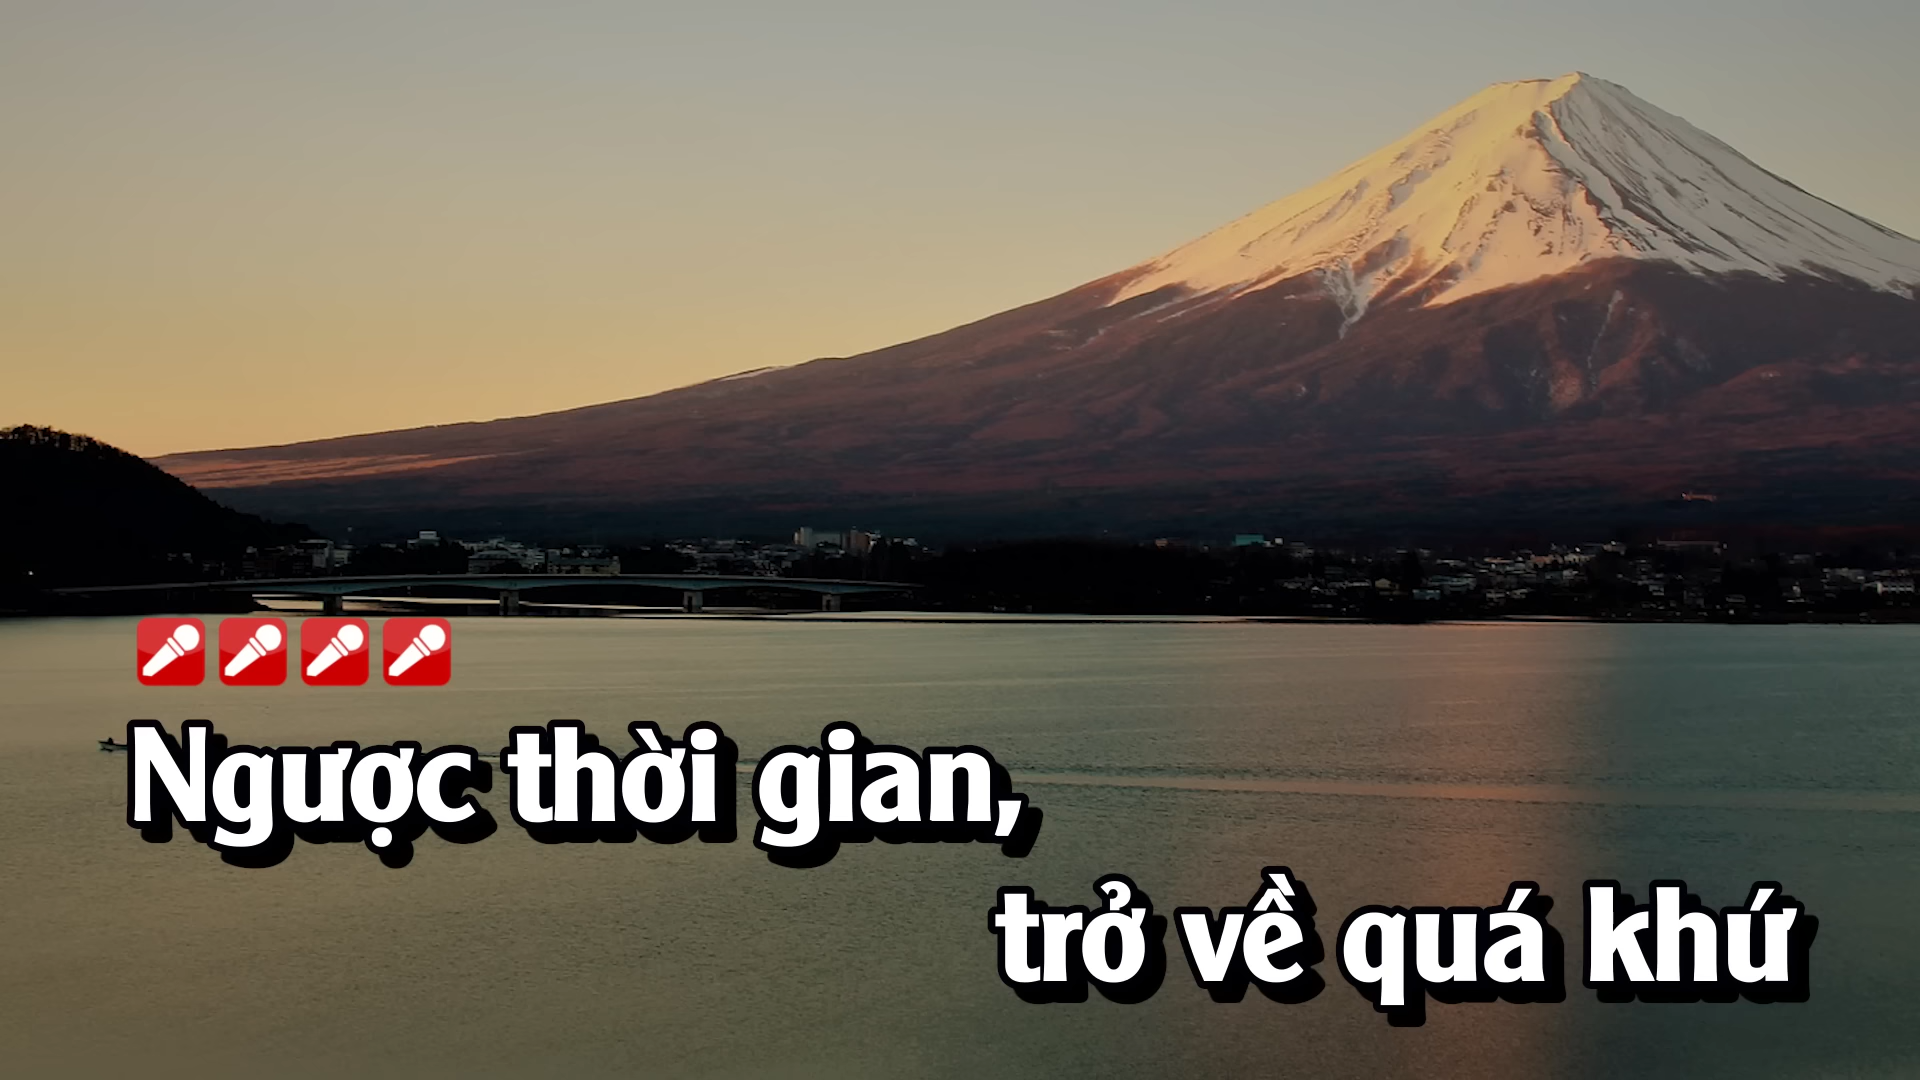 Ngược thời gian,
trở về quá khứ